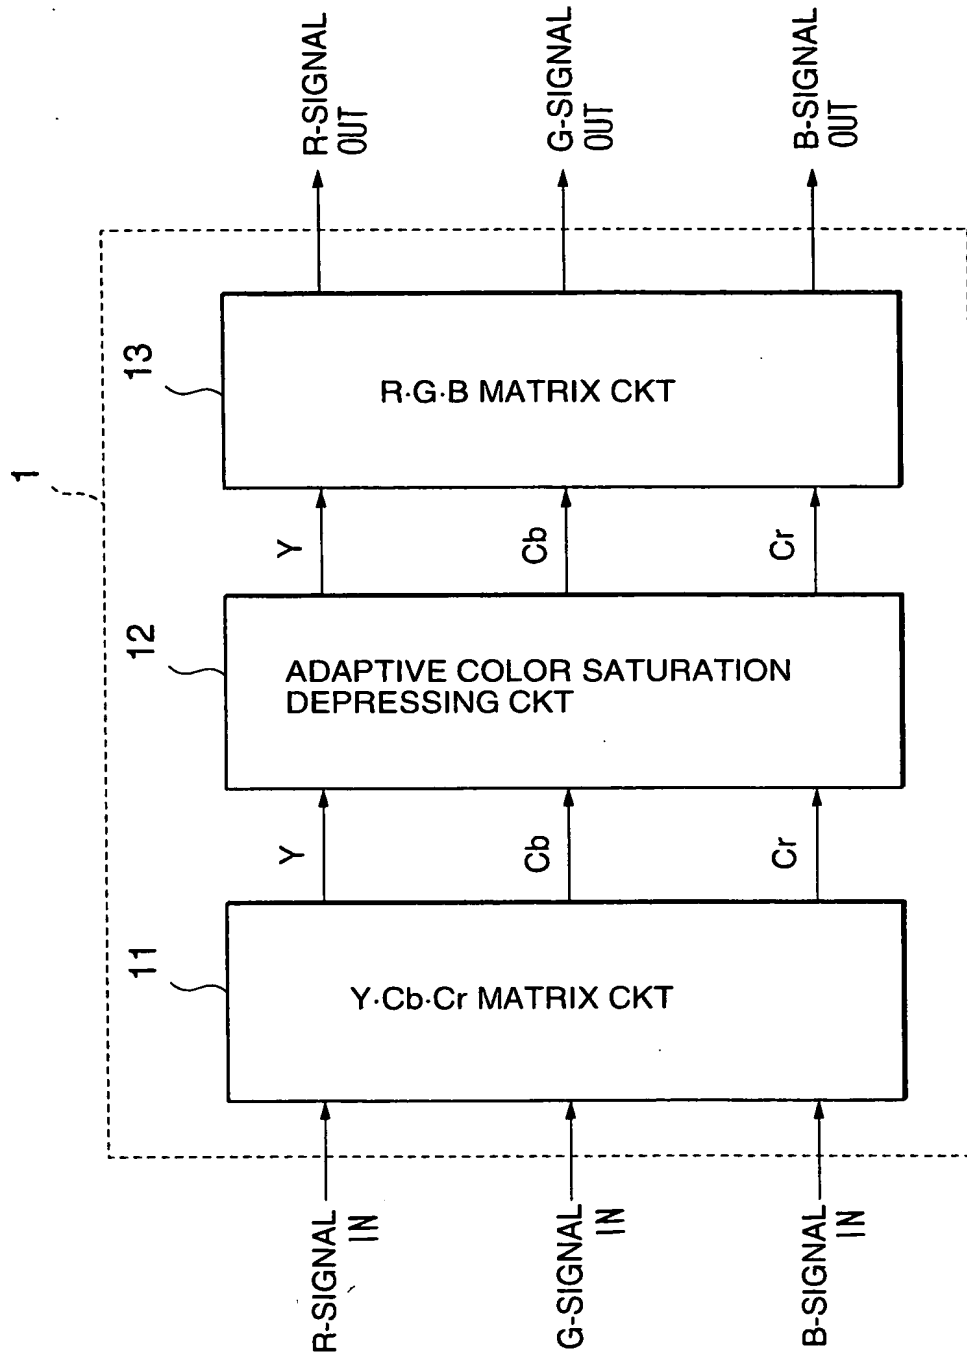 1
11
12
13
R-SIGNAL
IN
G-SIGNAL
IN
B-SIGNAL
IN
Y·Cb·Cr MATRIX CKT
Y
Cb
Cr
ADAPTIVE COLOR SATURATION
DEPRESSING CKT
Y
Cb
Cr
R·G·B MATRIX CKT
R-SIGNAL
OUT
G-SIGNAL
OUT
B-SIGNAL
OUT